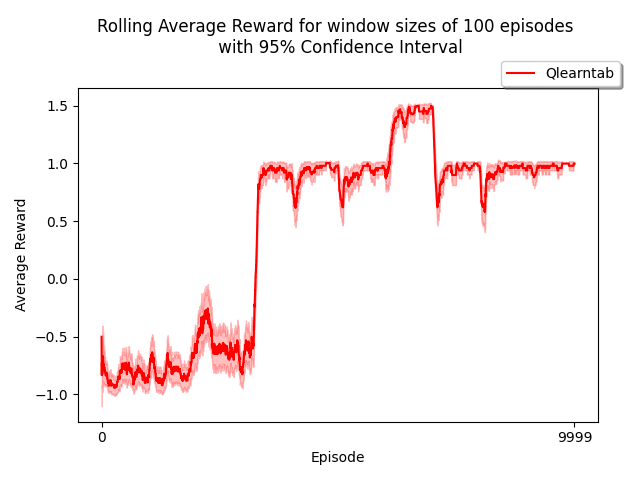 Rolling Average Reward for window sizes of 100 episodes
with 95% Confidence Interval
Qlearntab
1.5
1.0
0.5
0.0
−0.5
−1.0
Average Reward
0
9999
Episode